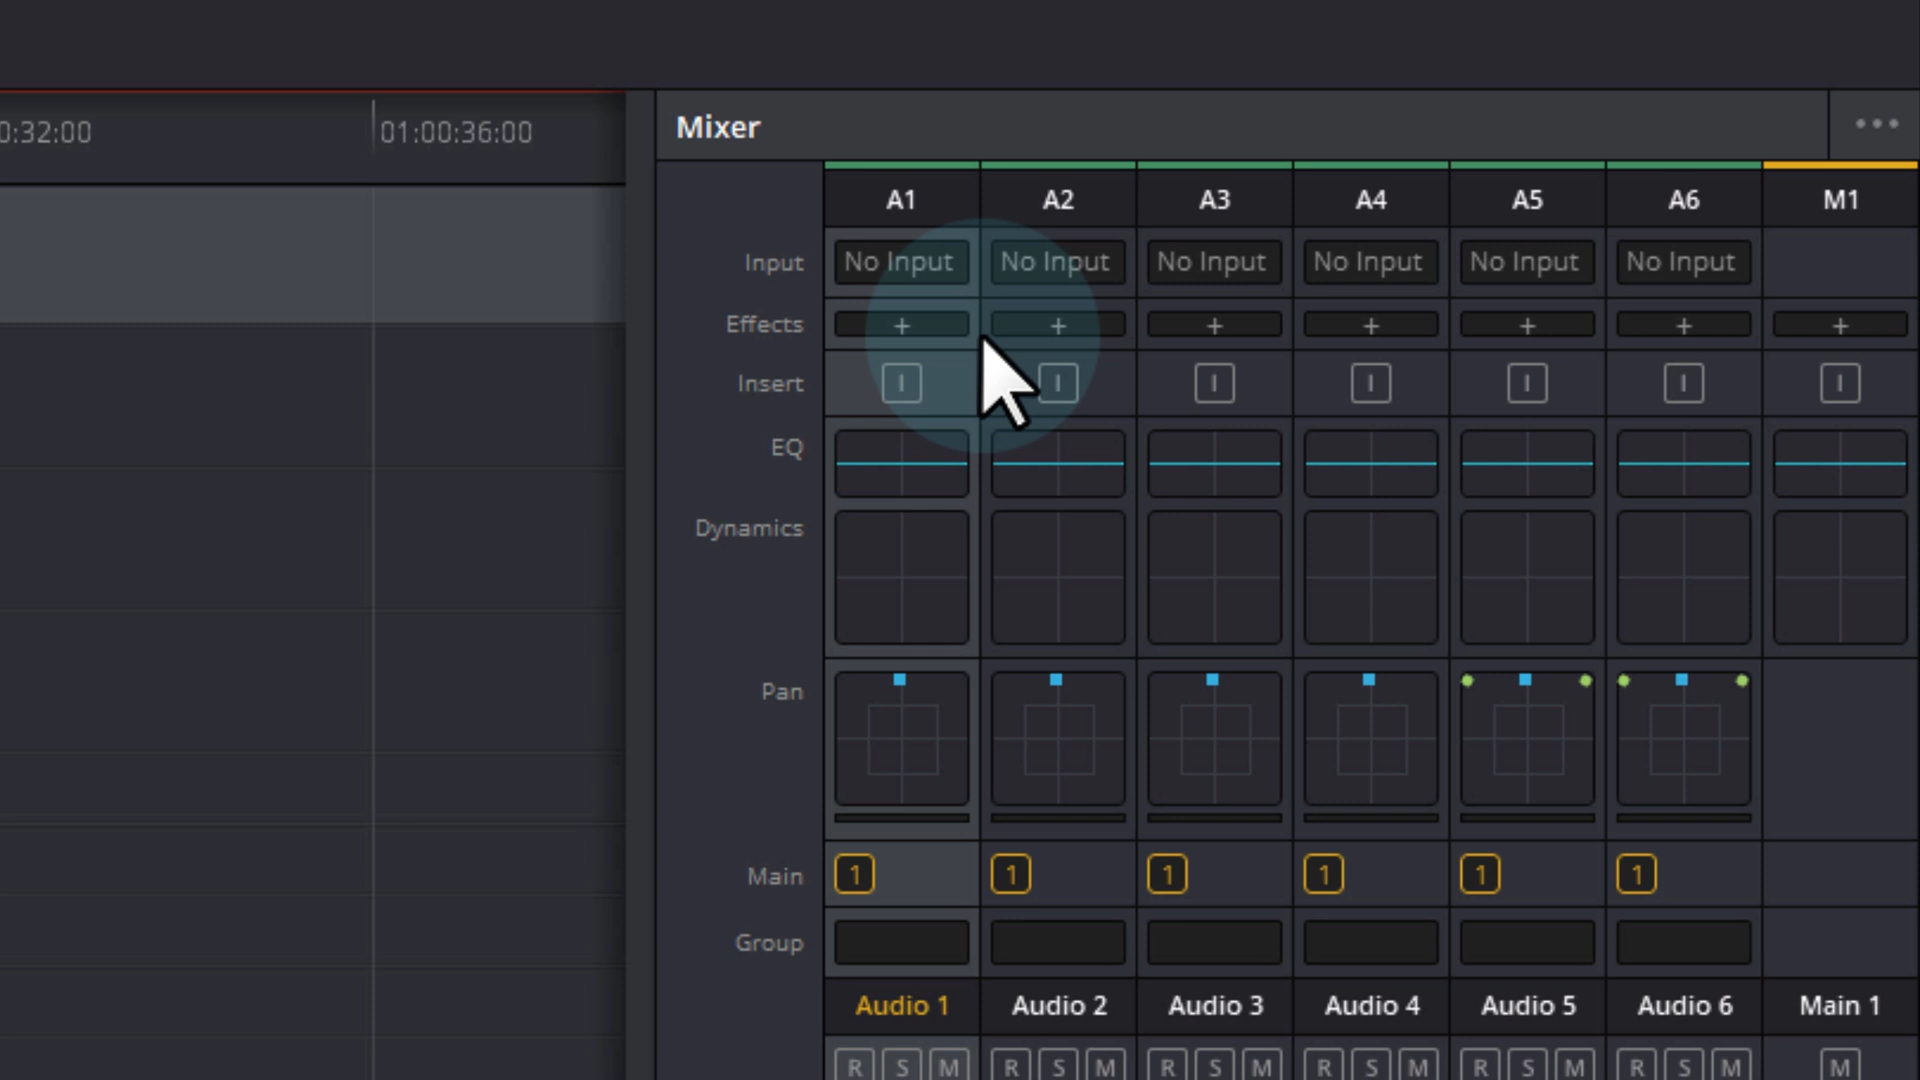 0:32:00
01:00:36:00
Mixer
A1 A2 A3 A4 A5 A6 M1
Input No Input No Input No Input No Input No Input No Input
Effects + + + + + + +
Insert I I I I I I I
EQ
Dynamics
Pan
Main 1 1 1 1 1 1
Group
Audio 1 Audio 2 Audio 3 Audio 4 Audio 5 Audio 6 Main 1
R S M R S M R S M R S M R S M R S M M